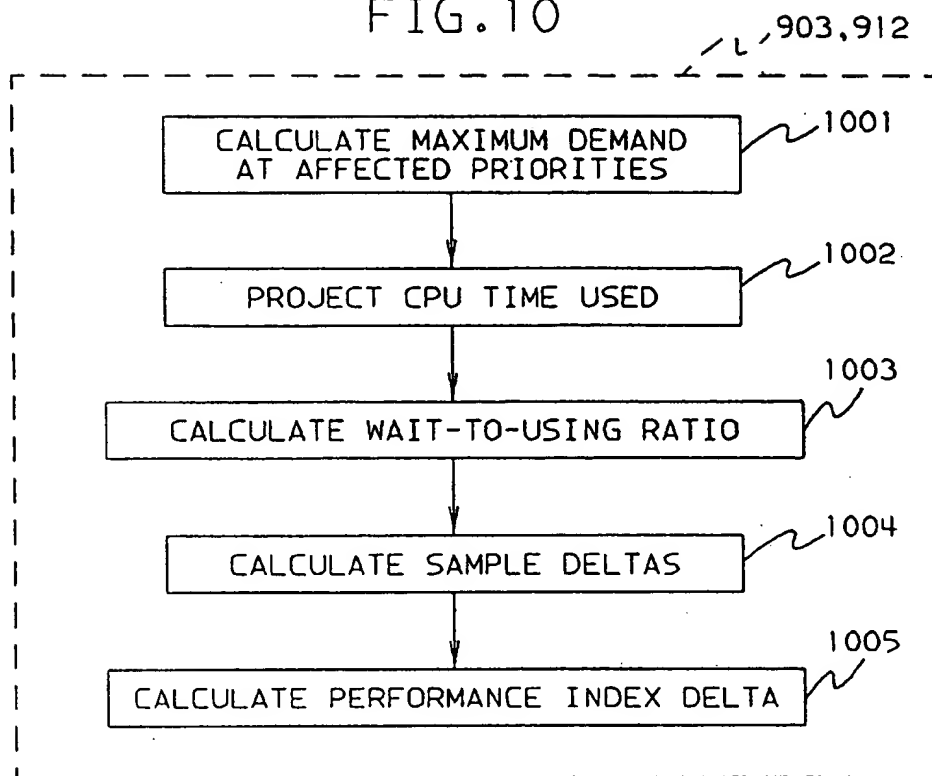 FIG.10
903,912
CALCULATE MAXIMUM DEMAND
AT AFFECTED PRIORITIES
1001
PROJECT CPU TIME USED
1002
CALCULATE WAIT-TO-USING RATIO
1003
CALCULATE SAMPLE DELTAS
1004
CALCULATE PERFORMANCE INDEX DELTA
1005